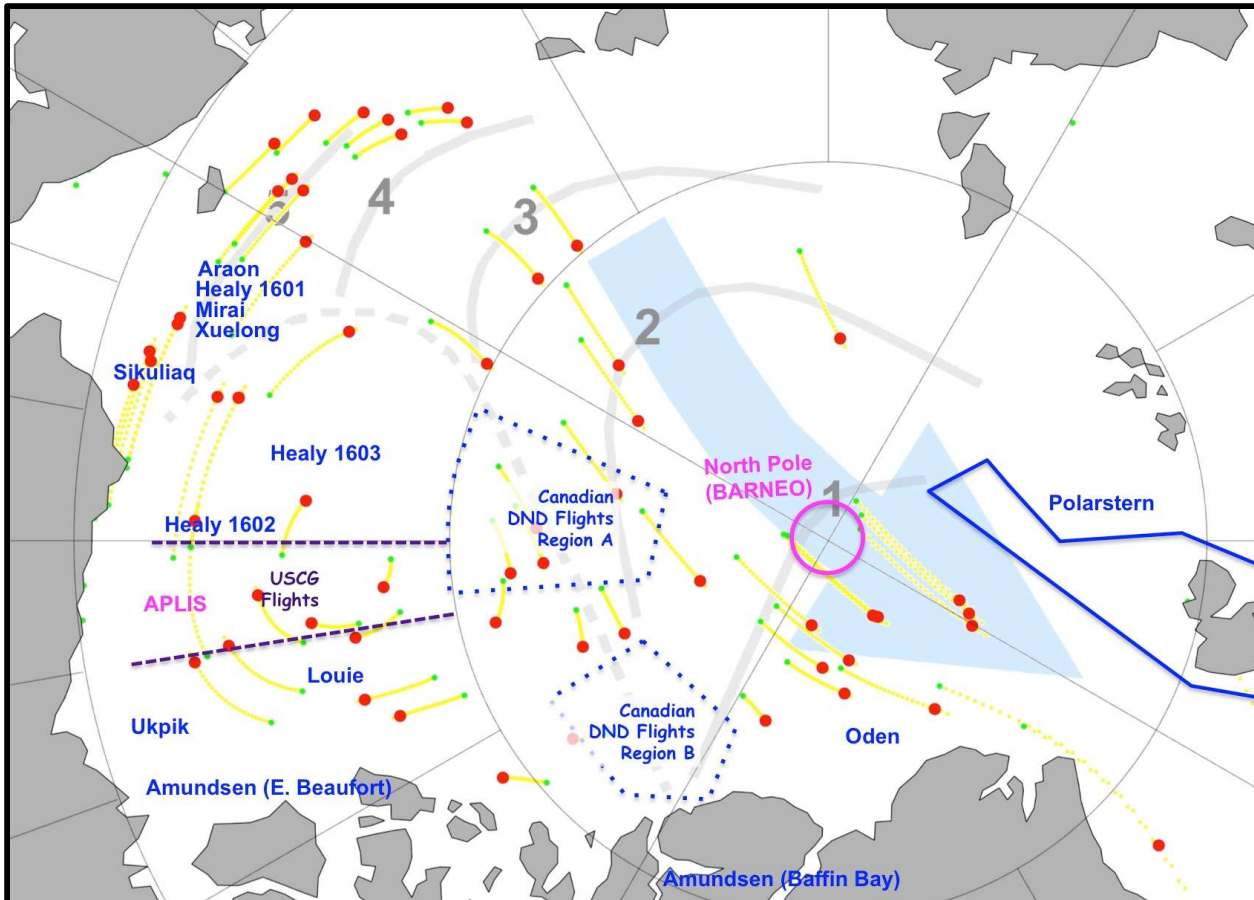 5
4
3
2
1
Araon
Healy 1601
Mirai
Xuelong
Sikuliaq
Healy 1603
Healy 1602
North Pole
(BARNEO)
Canadian
DND Flights
Region A
Polarstern
USCG
Flights
APLIS
Louie
Ukpik
Canadian
DND Flights
Region B
Oden
Amundsen (E. Beaufort)
Amundsen (Baffin Bay)